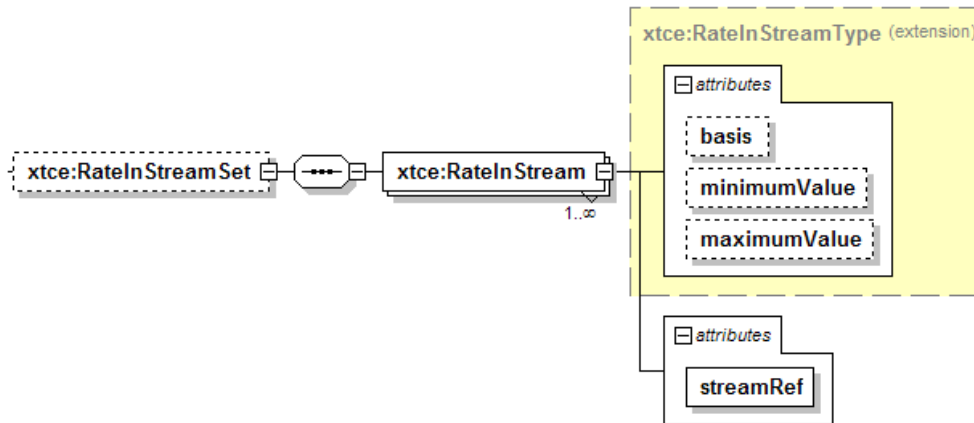 xtce:RateInStreamType (extension)
attributes
basis
xtce:RateInStreamSet
xtce:RateInStream
minimumValue
1..∞
maximumValue
attributes
streamRef